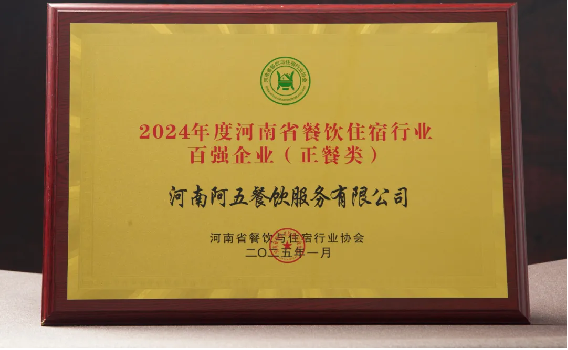 2024年度河南省餐饮住宿行业
百强企业（正餐类）
河南阿五餐饮服务有限公司
河南省餐饮与住宿行业协会
二〇二五年一月